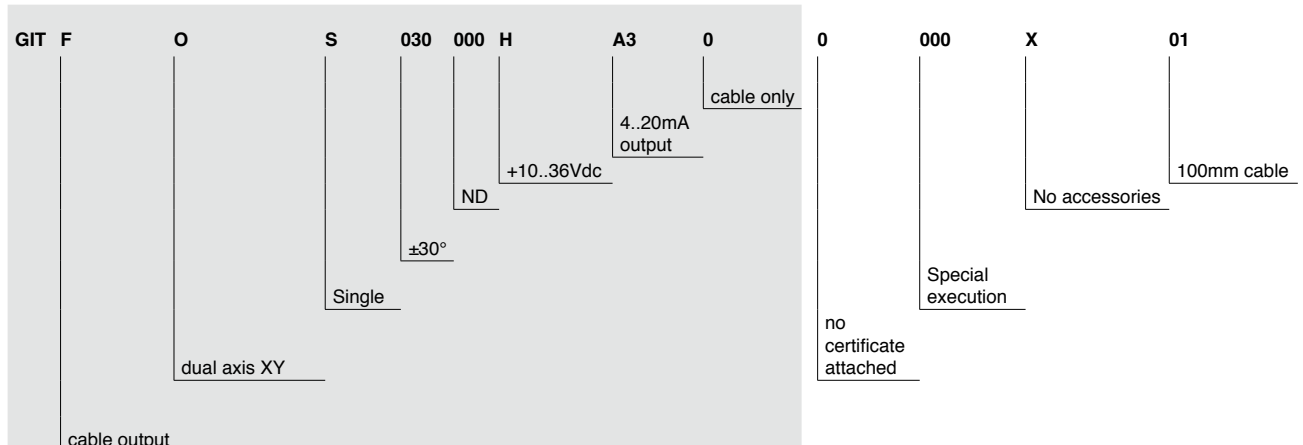 GIT F O S 030 000 H A3 0 0 000 X 01
cable only
4..20mA
output
+10..36Vdc
100mm cable
ND
No accessories
±30°
Single
Special
execution
no
certificate
attached
dual axis XY
cable output